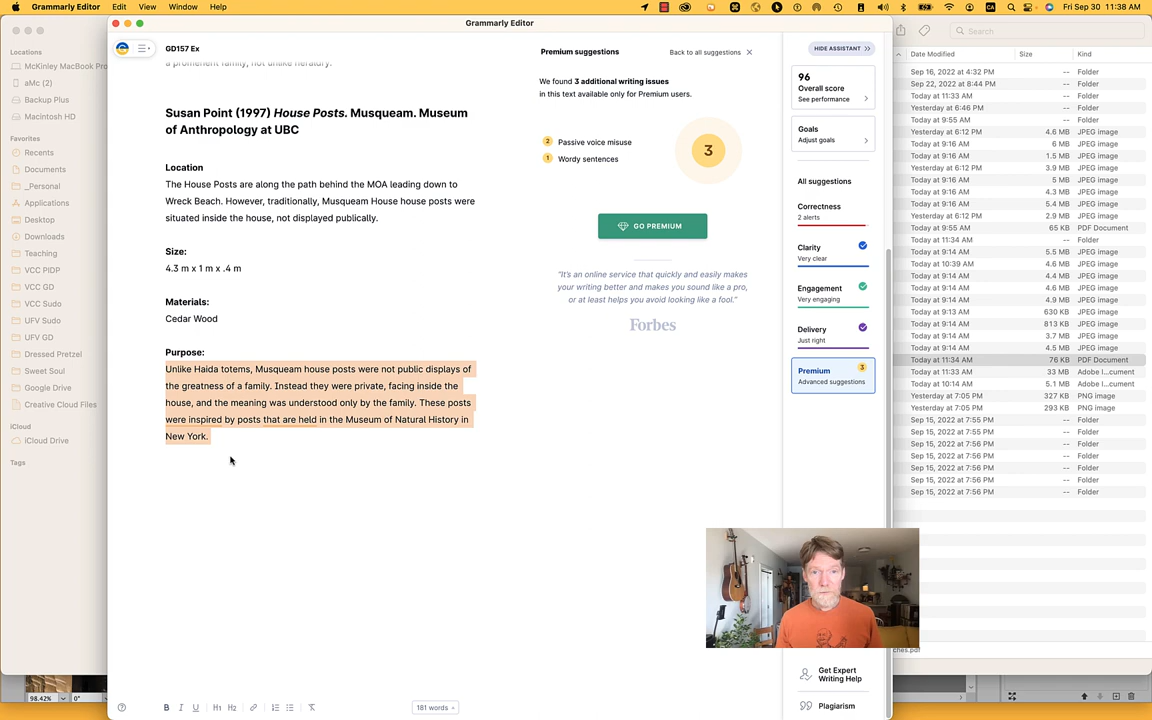 Grammarly Editor Edit View Window Help
CA
Fri Sep 30 11:38 AM
Grammarly Editor
Search
Locations
McKinley MacBook Pro
aMc (2)
Backup Plus
Macintosh HD
Favorites
Recents
Documents
_Personal
Applications
Desktop
Downloads
Teaching
VCC PIDP
VCC GD
VCC Sudo
UFV Sudo
UFV GD
Dressed Pretzel
Sweet Soul
Google Drive
Creative Cloud Files
iCloud
iCloud Drive
Tags
GD157 Ex
Susan Point (1997) House Posts. Musqueam. Museum
of Anthropology at UBC
Location
The House Posts are along the path behind the MOA leading down to
Wreck Beach. However, traditionally, Musqueam House house posts were
situated inside the house, not displayed publically.
Size:
4.3 m x 1 m x .4 m
Materials:
Cedar Wood
Purpose:
Unlike Haida totems, Musqueam house posts were not public displays of
the greatness of a family. Instead they were private, facing inside the
house, and the meaning was understood only by the family. These posts
were inspired by posts that are held in the Museum of Natural History in
New York.
B I U H1 H2
181 words
Premium suggestions
Back to all suggestions
We found 3 additional writing issues
in this text available only for Premium users.
2 Passive voice misuse
1 Wordy sentences
3
GO PREMIUM
"It's an online service that quickly and easily makes
your writing better and makes you sound like a pro,
or at least helps you avoid looking like a fool."
Forbes
HIDE ASSISTANT
96
Overall score
See performance
Goals
Adjust goals
All suggestions
Correctness
2 alerts
Clarity
Very clear
Engagement
Very engaging
Delivery
Just right
Premium
3
Advanced suggestions
Get Expert
Writing Help
Plagiarism
Date Modified Size Kind
Sep 16, 2022 at 4:32 PM -- Folder
Sep 22, 2022 at 8:44 PM -- Folder
Today at 11:33 AM -- Folder
Yesterday at 6:46 PM -- Folder
Today at 9:55 AM -- Folder
Yesterday at 6:12 PM 4.6 MB JPEG image
Today at 9:16 AM 6 MB JPEG image
Today at 9:16 AM 1.5 MB JPEG image
Yesterday at 6:12 PM 3.9 MB JPEG image
Today at 9:16 AM 5 MB JPEG image
Today at 9:16 AM 4.3 MB JPEG image
Today at 9:16 AM 5.4 MB JPEG image
Yesterday at 6:12 PM 2.9 MB JPEG image
Today at 9:55 AM 65 KB PDF Document
Today at 11:34 AM -- Folder
Today at 9:14 AM 5.5 MB JPEG image
Today at 10:39 AM 4.6 MB JPEG image
Today at 9:14 AM 4.4 MB JPEG image
Today at 9:14 AM 4.6 MB JPEG image
Today at 9:14 AM 4.9 MB JPEG image
Today at 9:13 AM 630 KB JPEG image
Today at 9:14 AM 813 KB JPEG image
Today at 9:14 AM 3.7 MB JPEG image
Today at 9:14 AM 4.5 MB JPEG image
Today at 11:34 AM 76 KB PDF Document
Today at 11:33 AM 33 MB Adobe I...cument
Today at 10:14 AM 5.1 MB Adobe I...cument
Yesterday at 7:05 PM 327 KB PNG image
Yesterday at 7:05 PM 293 KB PNG image
Sep 15, 2022 at 7:55 PM -- Folder
Sep 15, 2022 at 7:55 PM -- Folder
Sep 15, 2022 at 7:56 PM -- Folder
Sep 15, 2022 at 7:56 PM -- Folder
Sep 15, 2022 at 7:56 PM -- Folder
Sep 15, 2022 at 7:56 PM -- Folder
Sep 15, 2022 at 7:56 PM -- Folder
ches.pdf
98.42% 0°